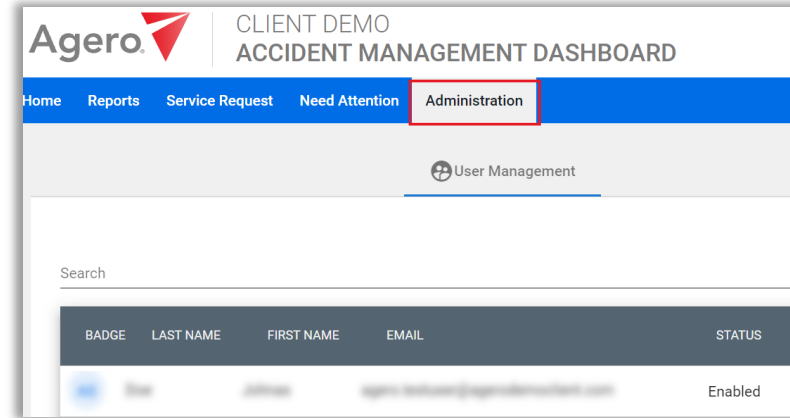 Agero
CLIENT DEMO
ACCIDENT MANAGEMENT DASHBOARD
Home Reports Service Request Need Attention Administration
User Management
Search
BADGE LAST NAME FIRST NAME EMAIL STATUS
Enabled